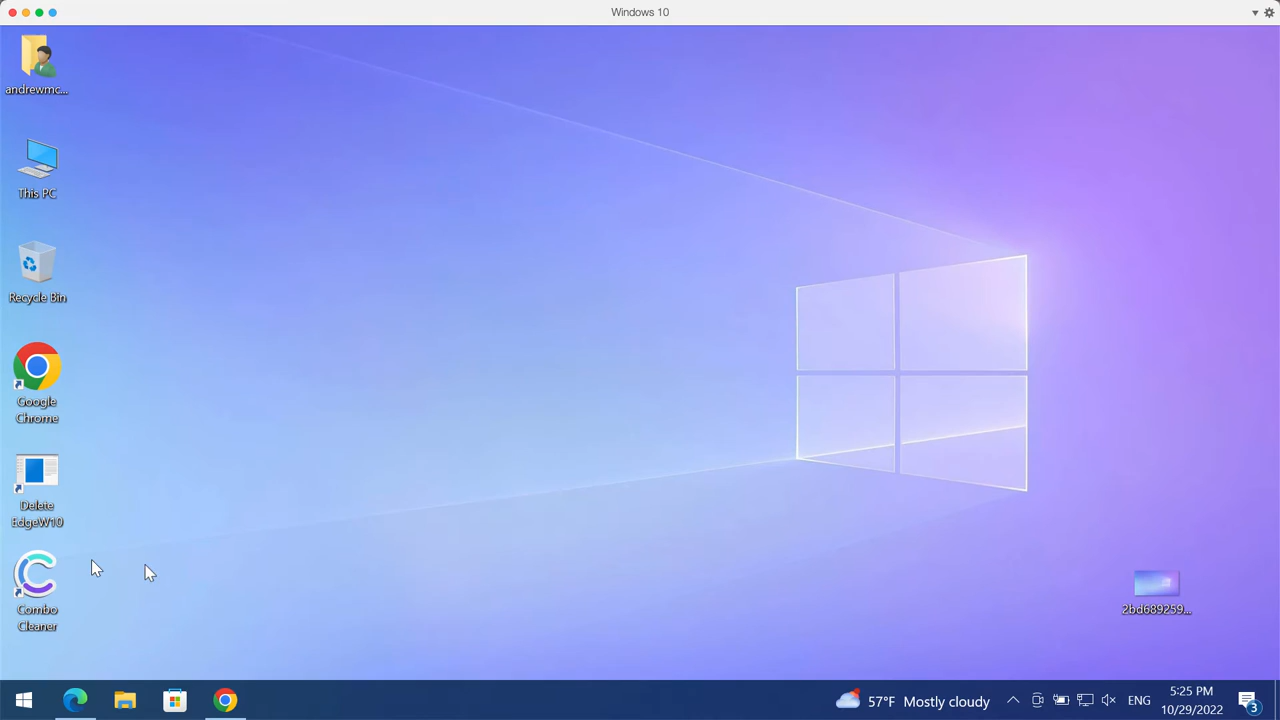 Windows 10
andrewmc...
This PC
Recycle Bin
Google
Chrome
Delete
EdgeW10
Combo
Cleaner
2bd689259...
57°F Mostly cloudy
ENG
5:25 PM
10/29/2022
3